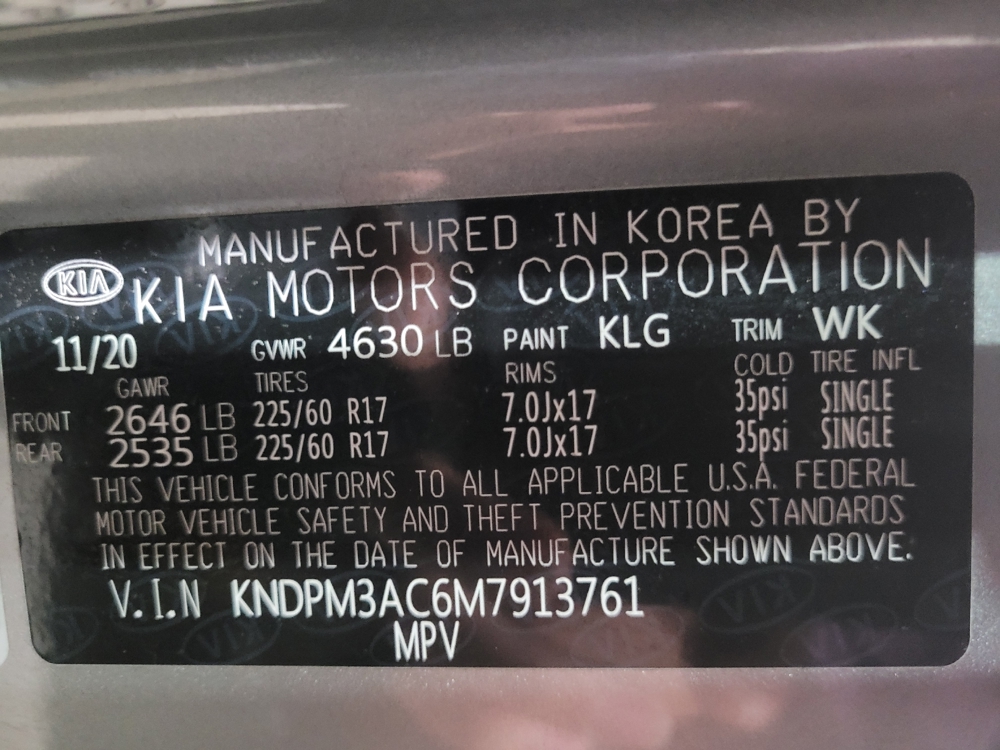 MANUFACTURED IN KOREA BY
KIA KIA MOTORS CORPORATION
11/20 GVWR 4630 LB PAINT KLG TRIM WK
GAWR TIRES RIMS COLD TIRE INFL
FRONT 2646 LB 225/60 R17 7.0Jx17 35psi SINGLE
REAR 2535 LB 225/60 R17 7.0Jx17 35psi SINGLE
THIS VEHICLE CONFORMS TO ALL APPLICABLE U.S.A. FEDERAL
MOTOR VEHICLE SAFETY AND THEFT PREVENTION STANDARDS
IN EFFECT ON THE DATE OF MANUFACTURE SHOWN ABOVE.
V.I.N KNDPM3AC6M7913761
MPV